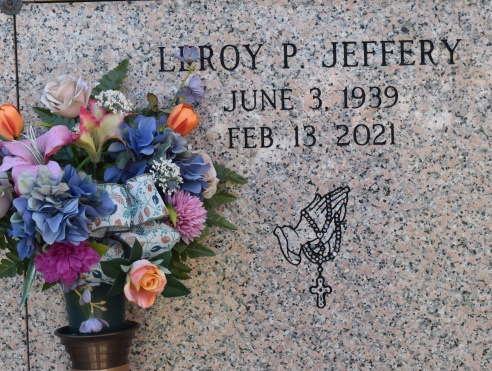 LEROY P. JEFFERY
JUNE 3, 1939
FEB. 13, 2021